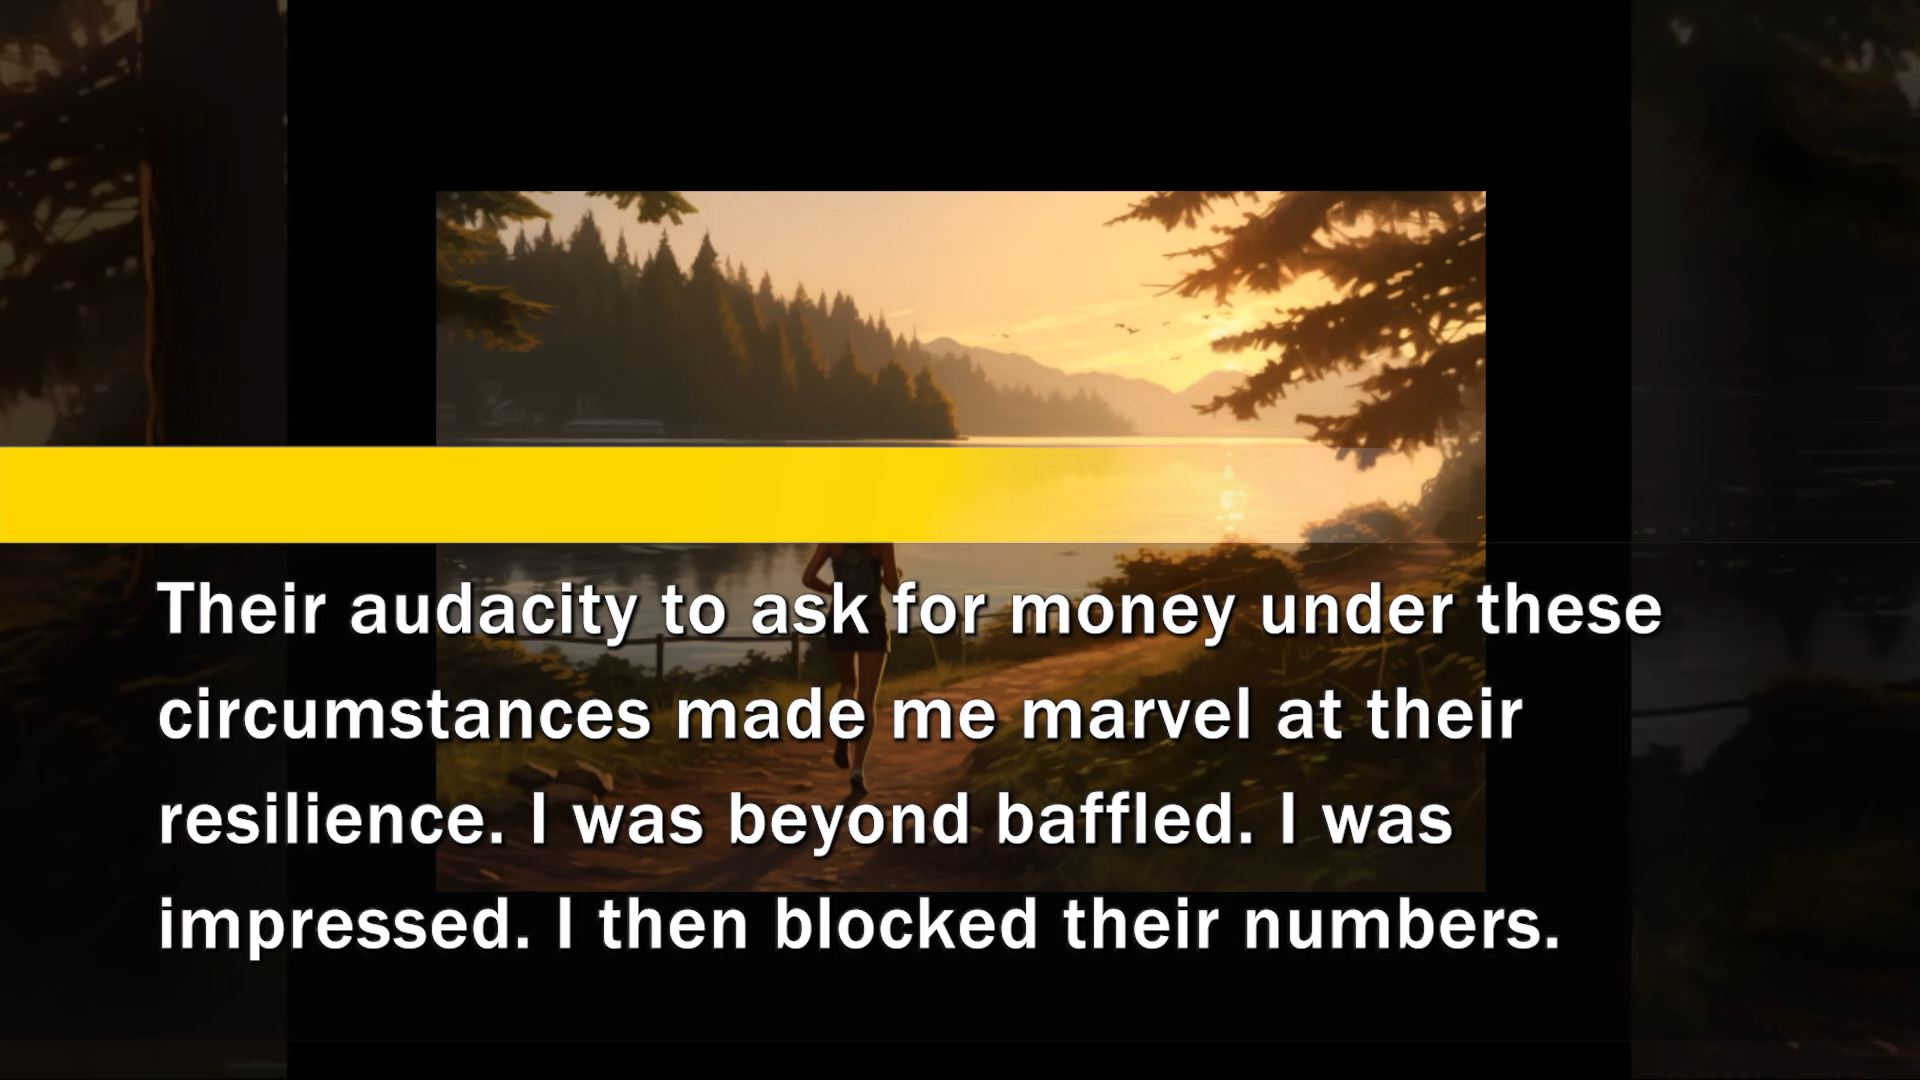 Their audacity to ask for money under these
circumstances made me marvel at their
resilience. I was beyond baffled. I was
impressed. I then blocked their numbers.